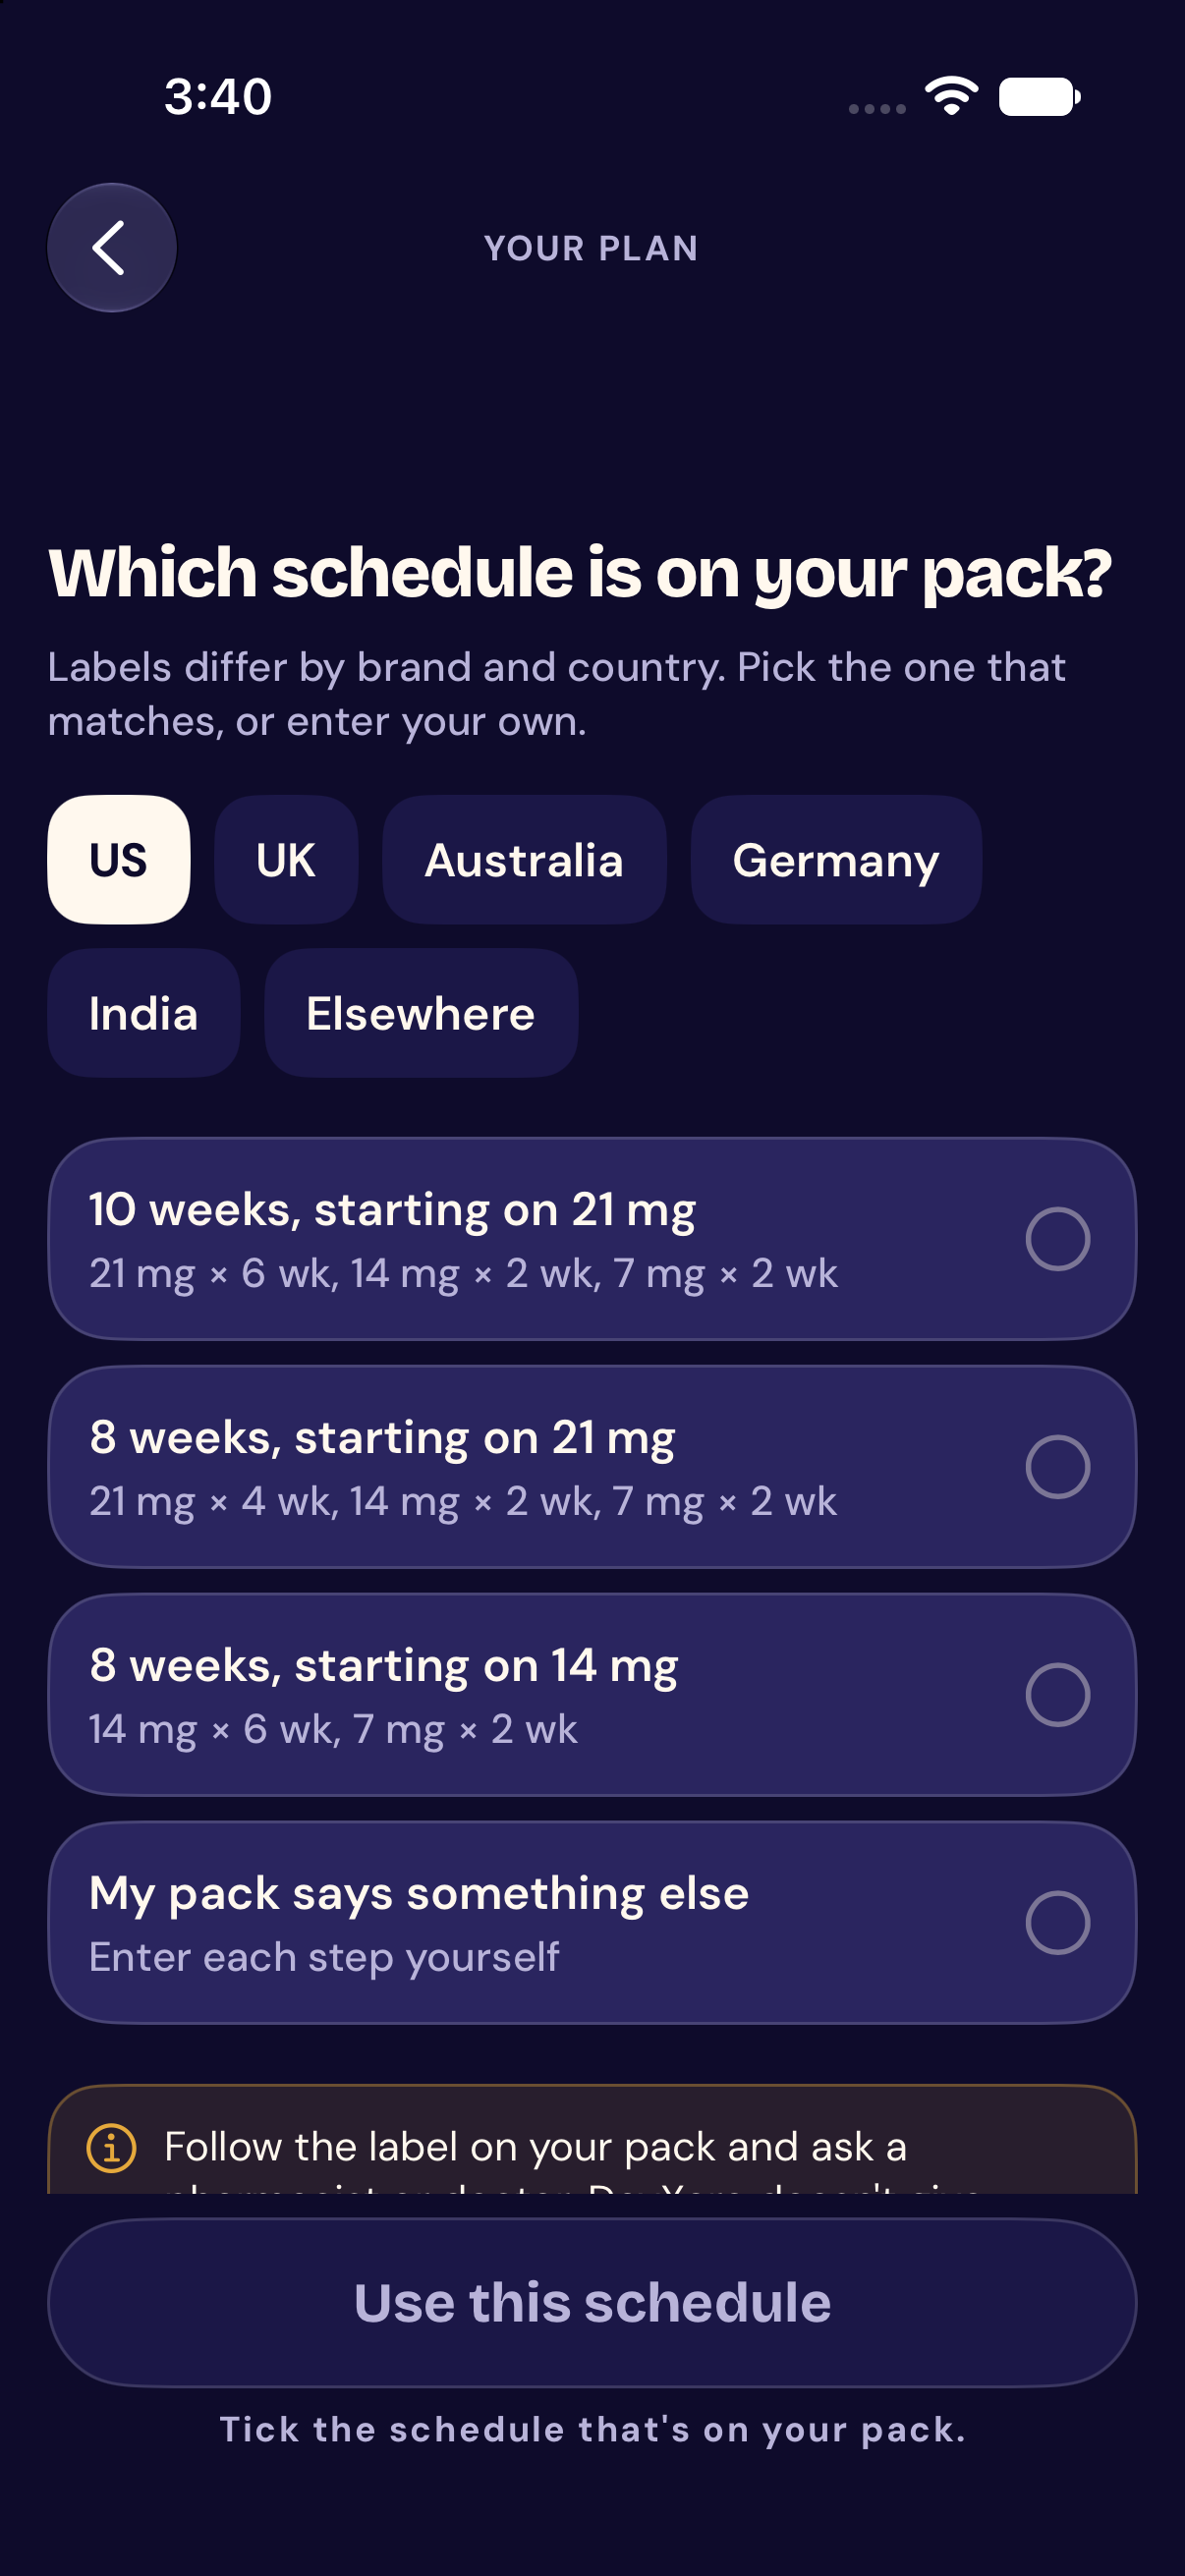 3:40
YOUR PLAN
Which schedule is on your pack?
Labels differ by brand and country. Pick the one that
matches, or enter your own.
US
UK
Australia
Germany
India
Elsewhere
10 weeks, starting on 21 mg
21 mg × 6 wk, 14 mg × 2 wk, 7 mg × 2 wk
8 weeks, starting on 21 mg
21 mg × 4 wk, 14 mg × 2 wk, 7 mg × 2 wk
8 weeks, starting on 14 mg
14 mg × 6 wk, 7 mg × 2 wk
My pack says something else
Enter each step yourself
Follow the label on your pack and ask a
Use this schedule
Tick the schedule that's on your pack.